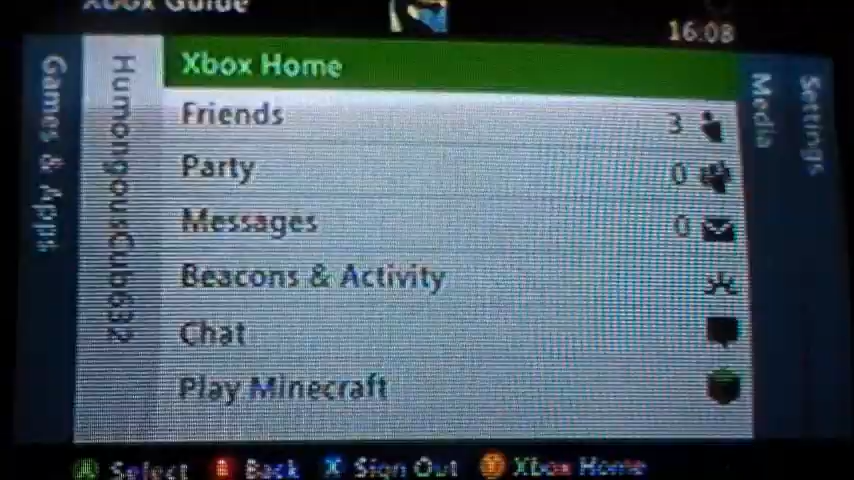 Xbox Guide
16.08
Games & Apps
HumongousCub632
Xbox Home
Friends 3
Party 0
Messages 0
Beacons & Activity
Chat
Play Minecraft
Media
Settings
A Select B Back X Sign Out Y Xbox Home